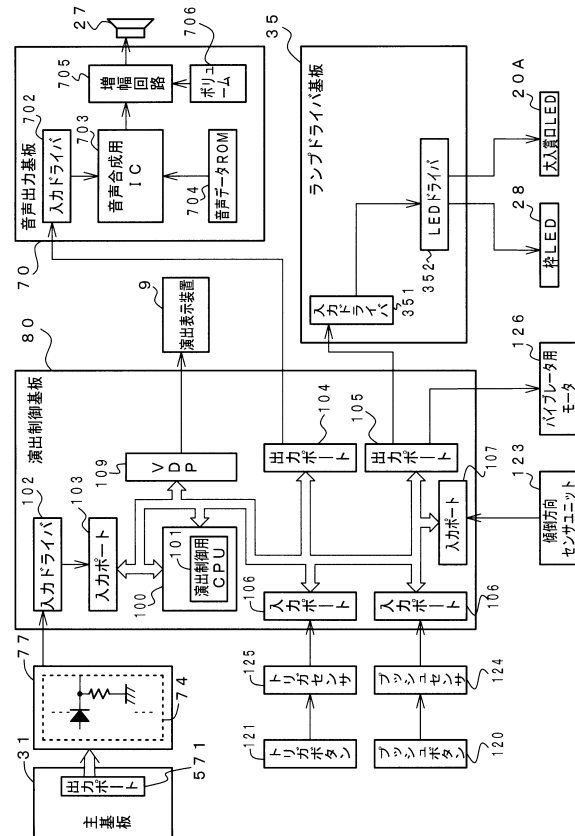 主基板
31
出力ポート
571
77
74
演出制御基板
80
入力ドライバ
102
入力ポート
103
VDP
109
100
101
演出制御用
CPU
出力ポート
104
出力ポート
105
入力ポート
106
入力ポート
106
入力ポート
107
トリガセンサ
125
トリガボタン
121
プッシュセンサ
124
プッシュボタン
120
傾倒方向
センサユニット
123
バイブレータ用
モータ
126
演出表示装置
9
音声出力基板
70
入力ドライバ
702
音声合成用
IC
703
音声データROM
704
増幅
回路
705
ボリュ
ーム
706
27
ランプドライバ基板
35
入力
ドライバ
351
LEDドライバ
352
枠LED
28
大入賞口LED
20A